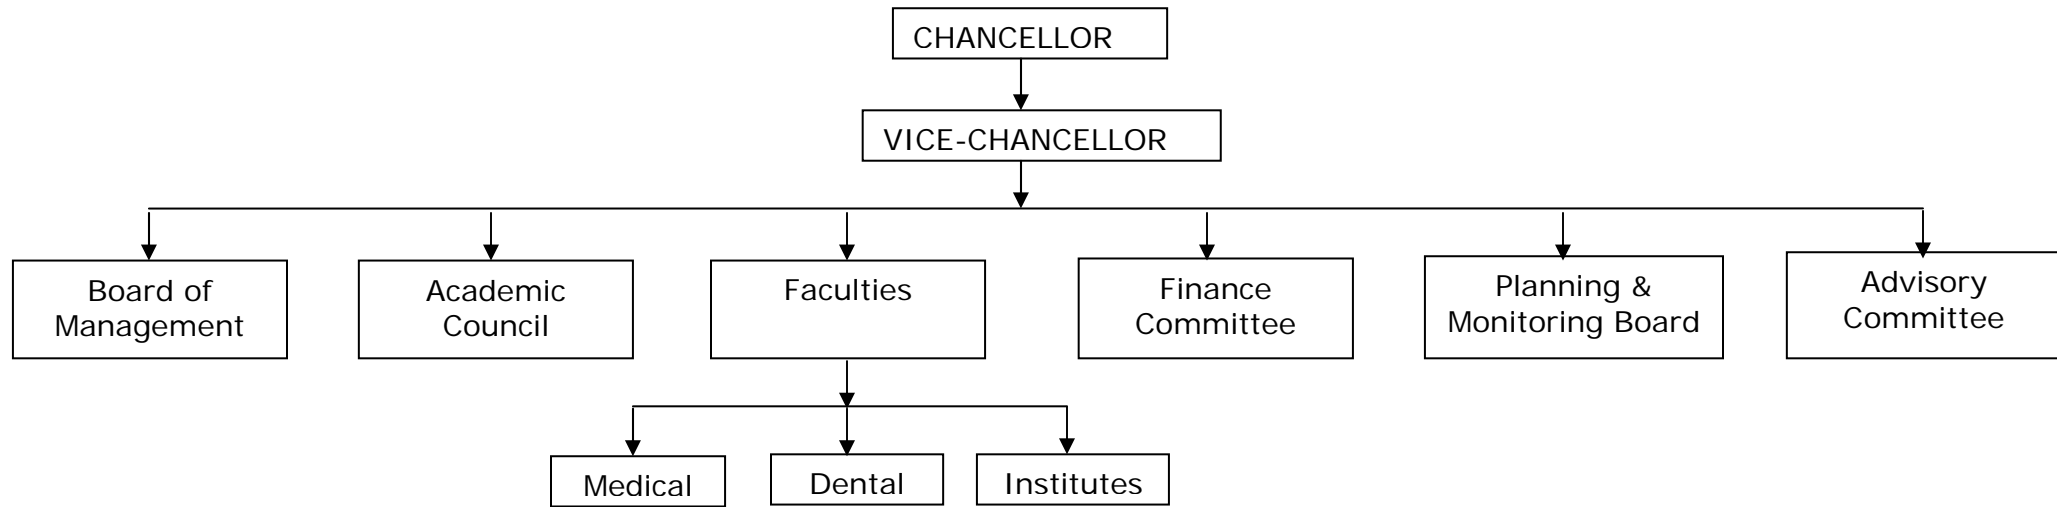 CHANCELLOR
VICE-CHANCELLOR
Board of
Management
Academic
Council
Faculties
Finance
Committee
Planning &
Monitoring Board
Advisory
Committee
Medical
Dental
Institutes